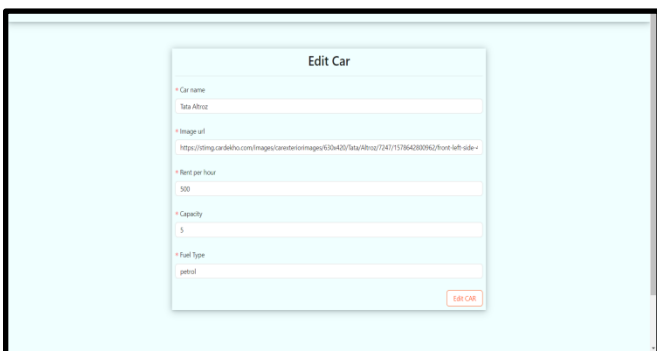 Edit Car
* Car name
Tata Altroz
* Image url
https://stimg.cardekho.com/images/carexteriorimages/630x420/Tata/Altroz/7247/1578642800962/front-left-side-4
* Rent per hour
500
* Capacity
5
* Fuel Type
petrol
Edit CAR